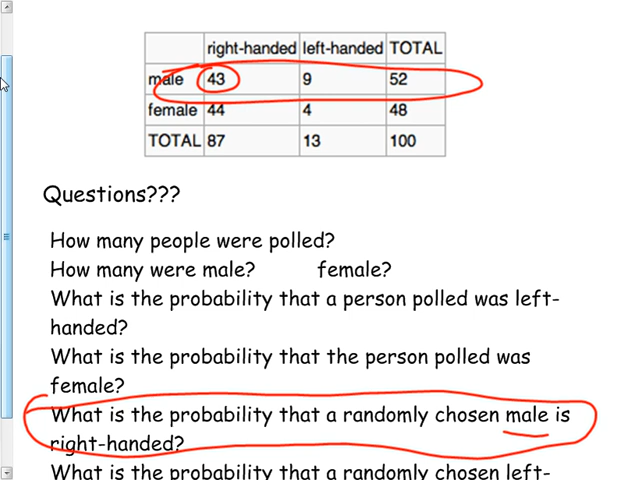 right-handed left-handed TOTAL
male 43 9 52
female 44 4 48
TOTAL 87 13 100
Questions???
How many people were polled?
How many were male? female?
What is the probability that a person polled was left-
handed?
What is the probability that the person polled was
female?
What is the probability that a randomly chosen male is
right-handed?
What is the probability that a randomly chosen left-